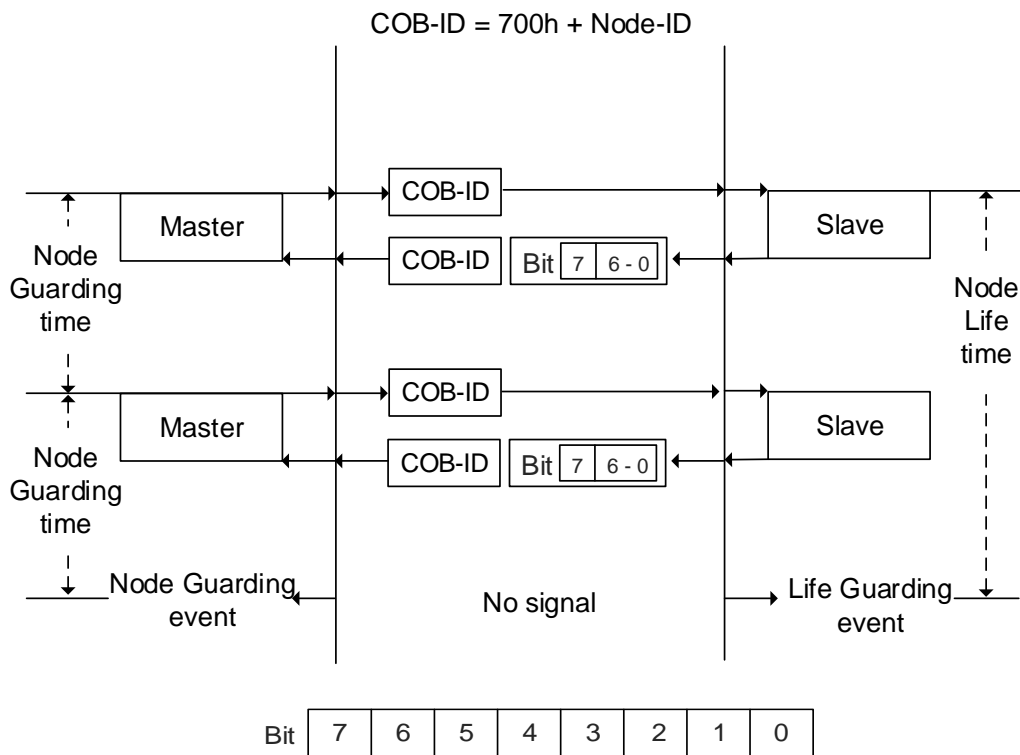 COB-ID = 700h + Node-ID
COB-ID
Master
Slave
Node
Guarding
time
COB-ID
Bit 7 6 - 0
Node
Life
time
COB-ID
Master
Slave
Node
Guarding
time
COB-ID
Bit 7 6 - 0
Node Guarding
event
No signal
Life Guarding
event
Bit 7 6 5 4 3 2 1 0